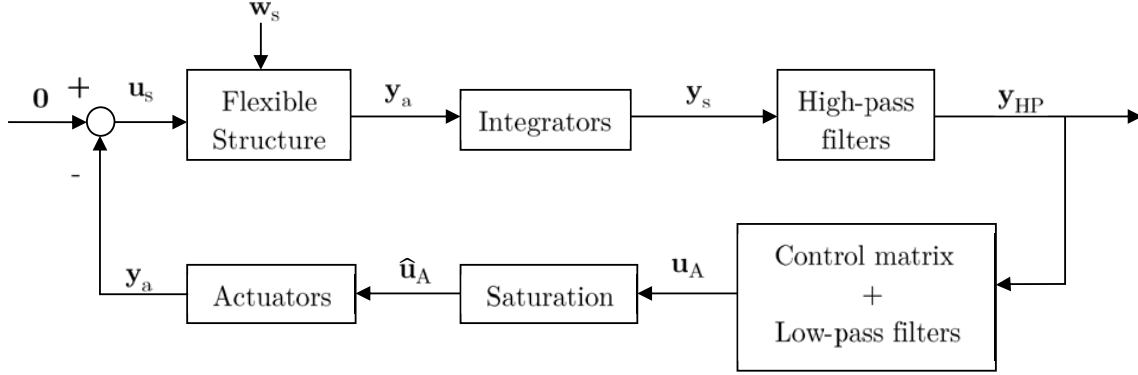 w_s
0
+
u_s
Flexible
Structure
y_a
Integrators
y_s
High-pass
filters
y_HP
-
y_a
Actuators
û_A
Saturation
u_A
Control matrix
+
Low-pass filters